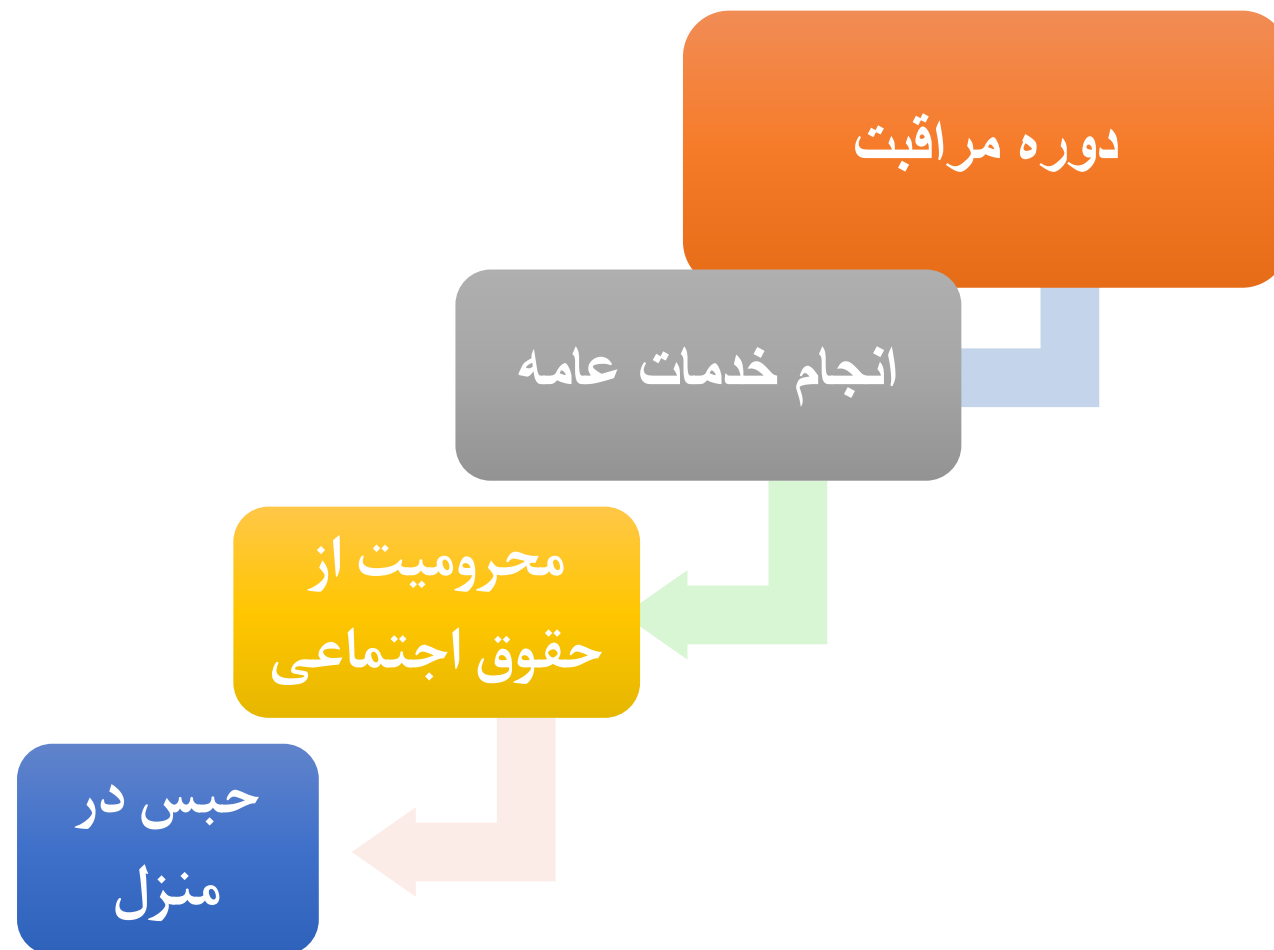 دوره مراقبت
انجام خدمات عامه
محرومیت از
حقوق اجتماعی
حبس در
منزل